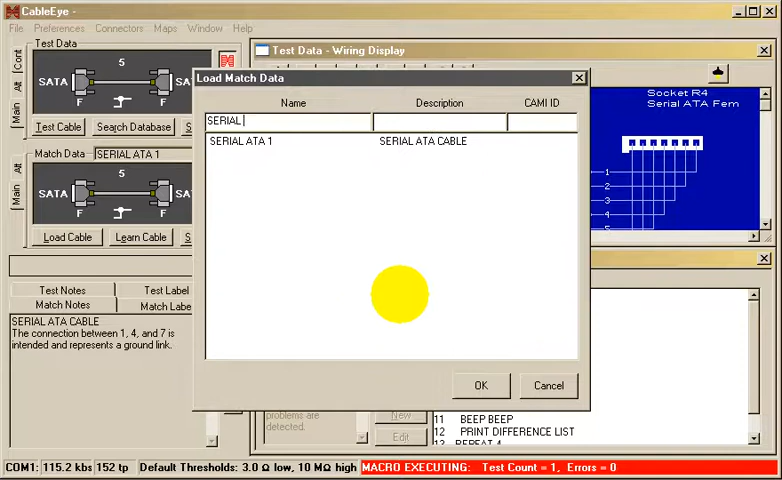 CableEye -
File Preferences Connectors Maps Window Help
Test Data
Cont
Alt
Main
5
SATA
SA
F
Test Cable
Search Database
S
Match Data
SERIAL ATA 1
Alt
Main
5
SATA
SATA
F
Load Cable
Learn Cable
S
Test Notes
Test Label
Match Notes
Match Labe
SERIAL ATA CABLE
The connection between 1, 4, and 7 is
intended and represents a ground link.
Test Data - Wiring Display
Socket R4
Serial ATA Fem
1
2
3
4
5
Load Match Data
Name Description CAMI ID
SERIAL
SERIAL ATA 1 SERIAL ATA CABLE
OK
Cancel
problems are
detected.
New
Edit
11 BEEP BEEP
12 PRINT DIFFERENCE LIST
13 REPEAT 4
COM1: 115.2 kbs 152 tp Default Thresholds: 3.0 Ω low, 10 MΩ high MACRO EXECUTING: Test Count = 1, Errors = 0